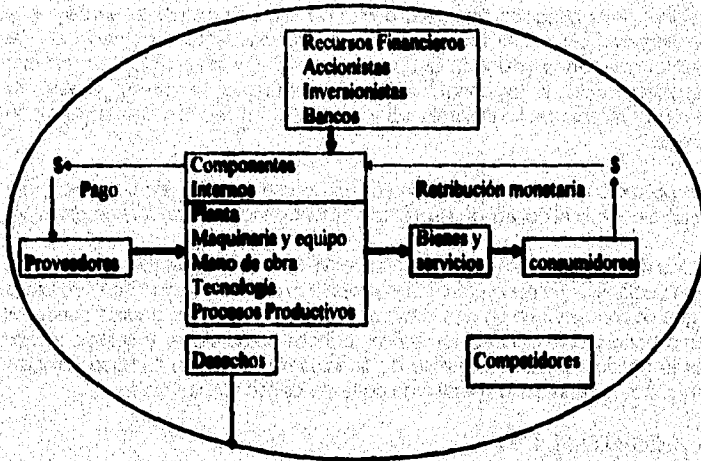 Recursos Financieros
Accionistas
Inversionistas
Bancos
$
Pago
Componentes
Internos
Retribución monetaria
$
Planta
Maquinaria y equipo
Mano de obra
Tecnología
Procesos Productivos
Proveedores
Bienes y
servicios
consumidores
Desechos
Competidores